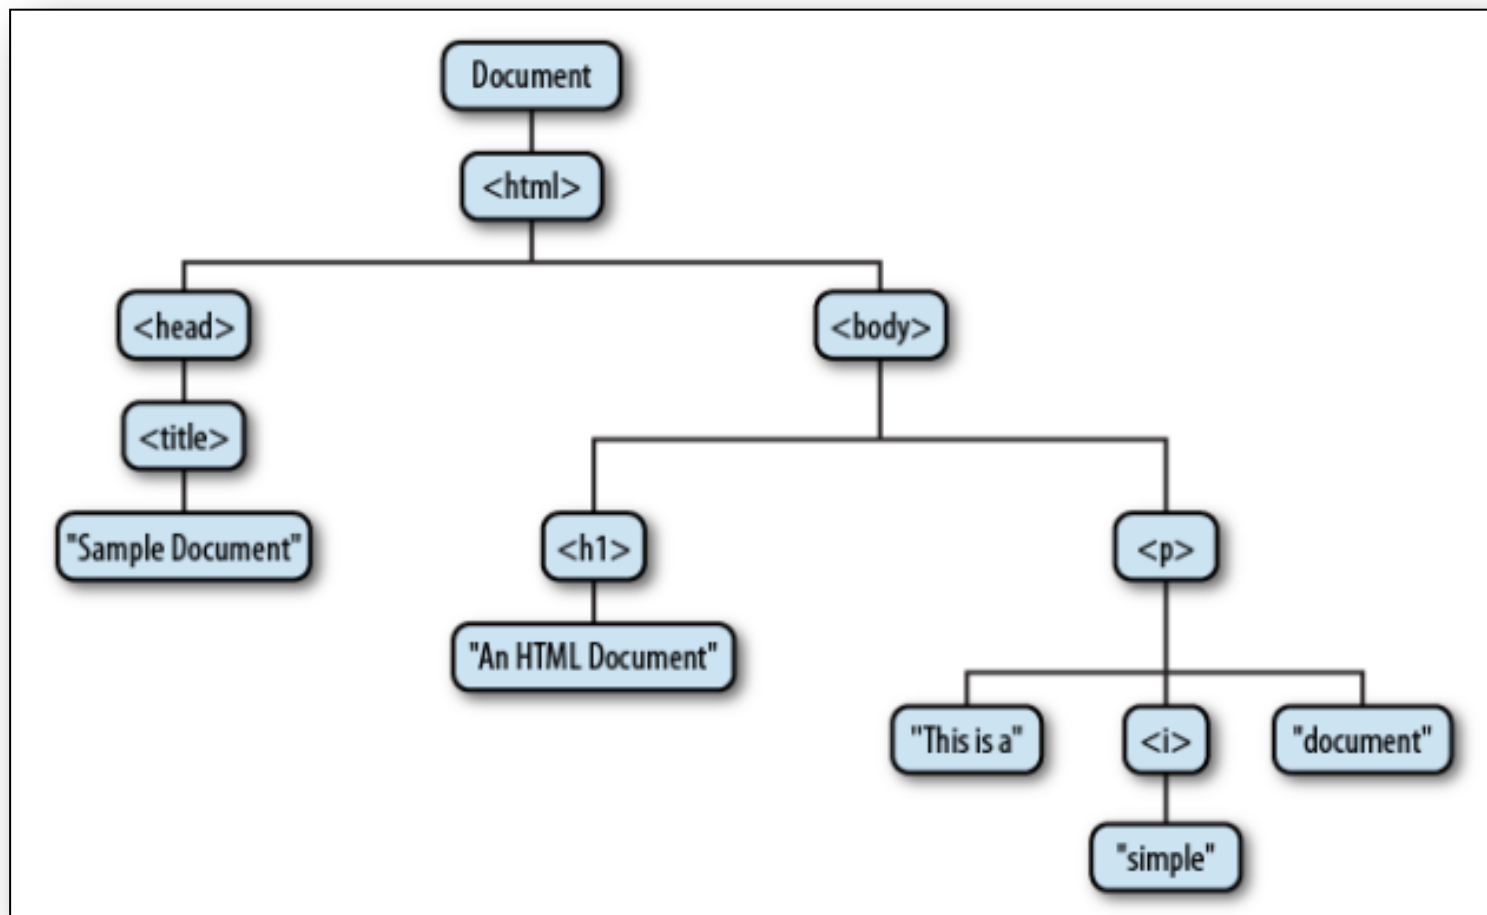 Document
<html>
<head>
<body>
<title>
"Sample Document"
<h1>
<p>
"An HTML Document"
"This is a"
<i>
"document"
"simple"